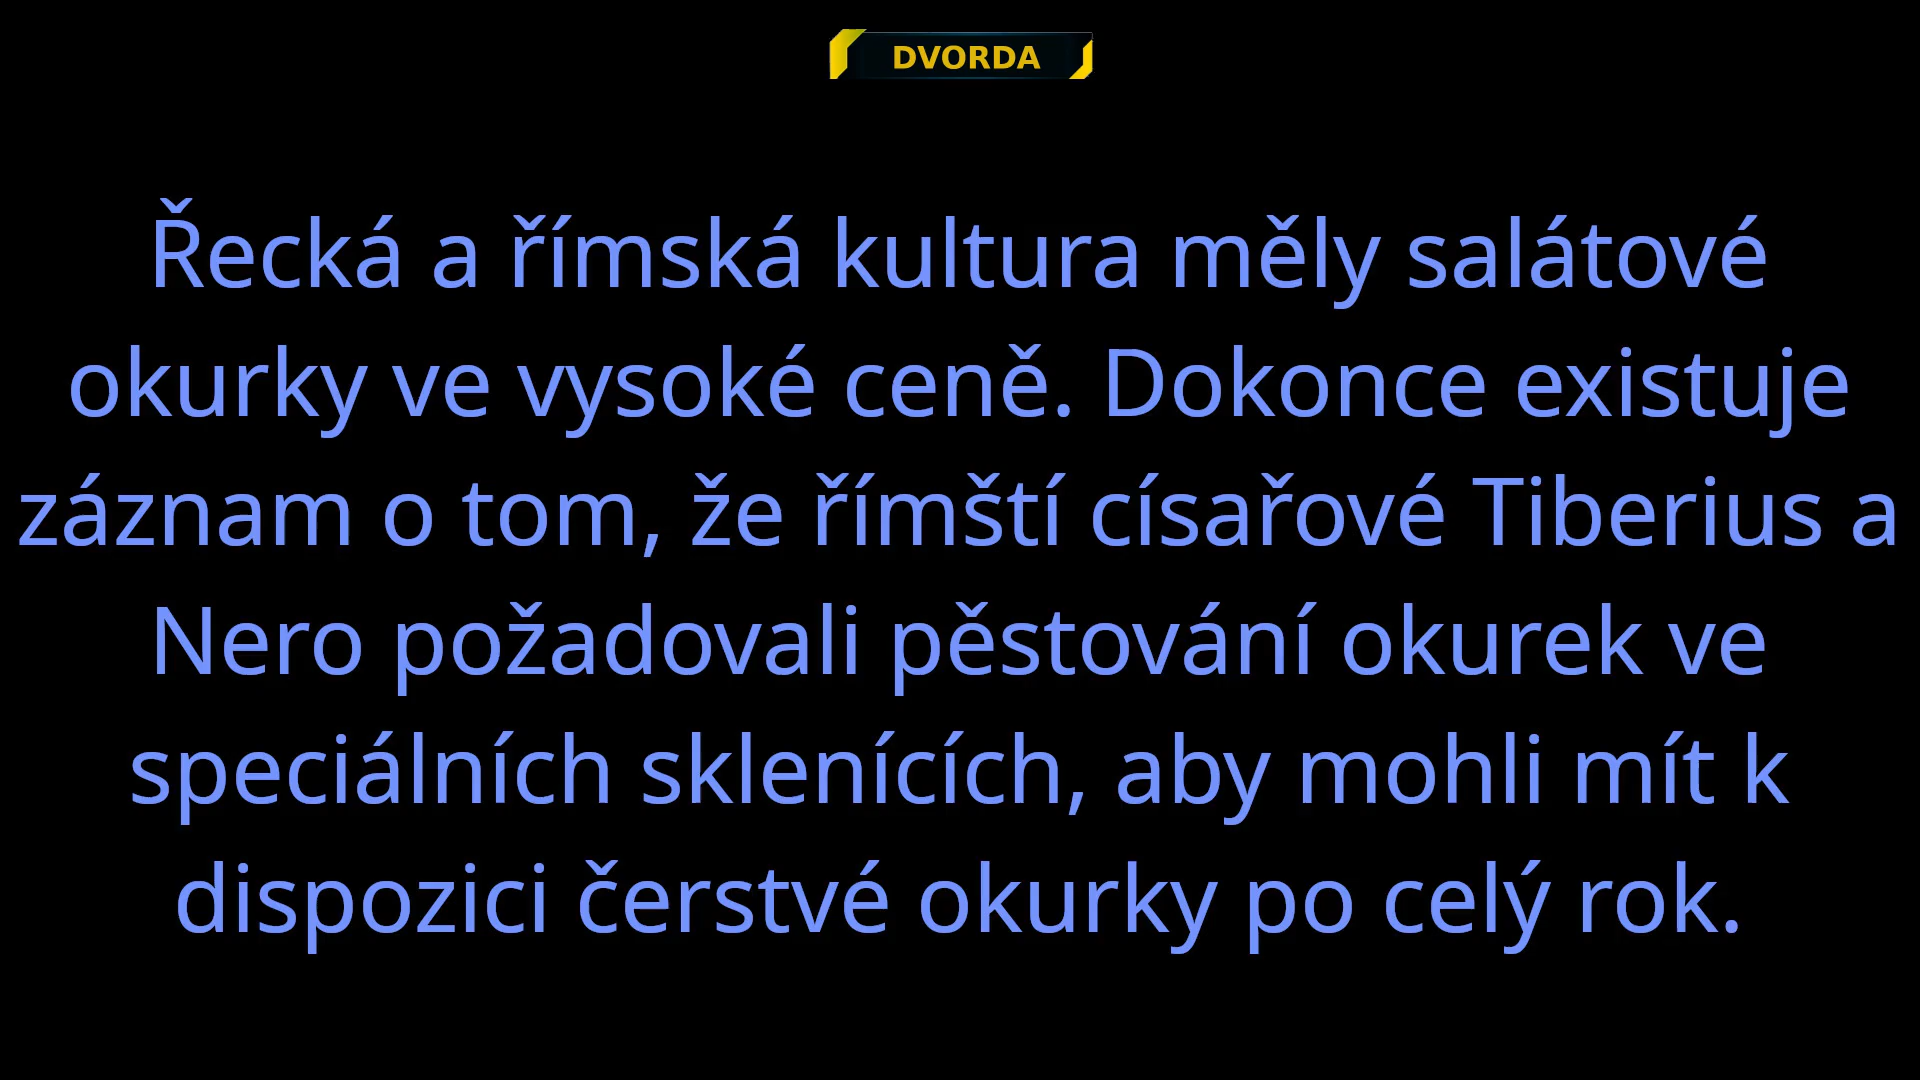 DVORDA
Řecká a římská kultura měly salátové
okurky ve vysoké ceně. Dokonce existuje
záznam o tom, že římští císařové Tiberius a
Nero požadovali pěstování okurek ve
speciálních sklenících, aby mohli mít k
dispozici čerstvé okurky po celý rok.